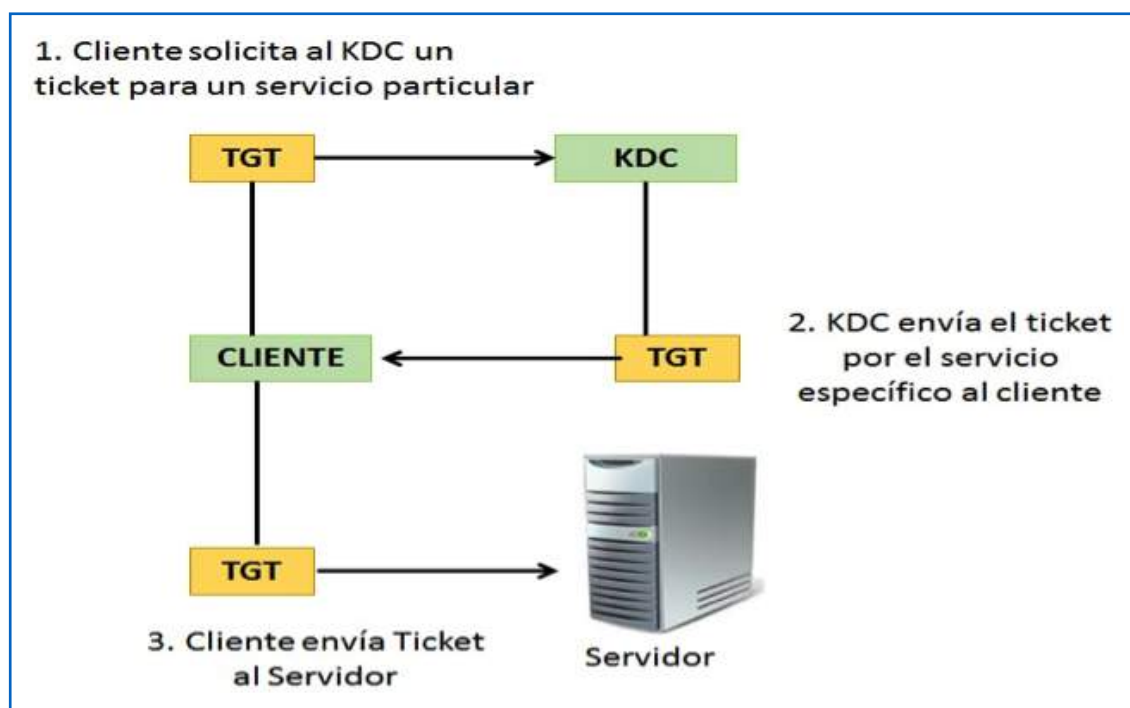 1. Cliente solicita al KDC un
ticket para un servicio particular
TGT
KDC
CLIENTE
TGT
2. KDC envía el ticket
por el servicio
específico al cliente
TGT
3. Cliente envía Ticket
al Servidor
Servidor